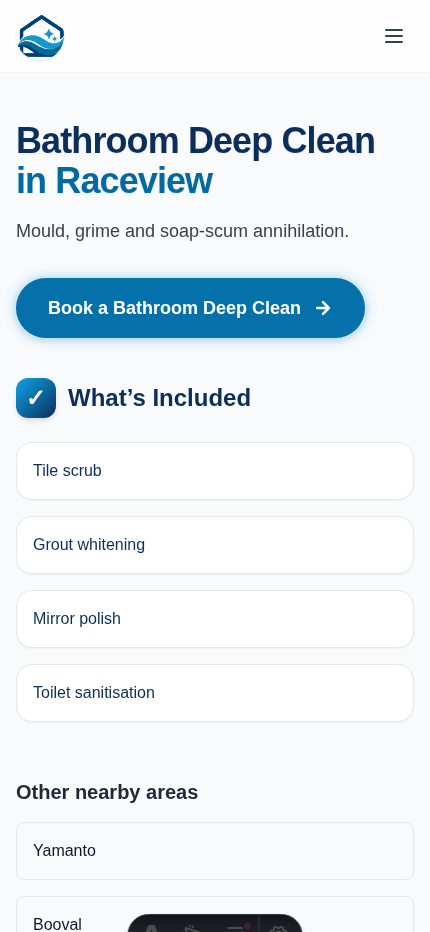 Bathroom Deep Clean
in Raceview
Mould, grime and soap-scum annihilation.
Book a Bathroom Deep Clean →
✓ What’s Included
Tile scrub
Grout whitening
Mirror polish
Toilet sanitisation
Other nearby areas
Yamanto
Booval